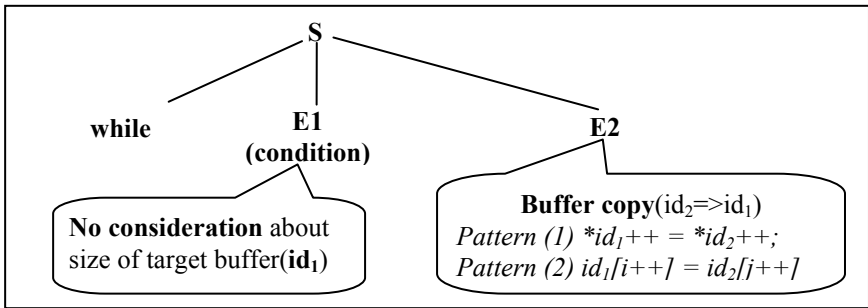 S
while
E1
(condition)
E2
No consideration about
size of target buffer(id₁)
Buffer copy(id₂=>id₁)
Pattern (1) *id₁++ = *id₂++;
Pattern (2) id₁[i++] = id₂[j++]